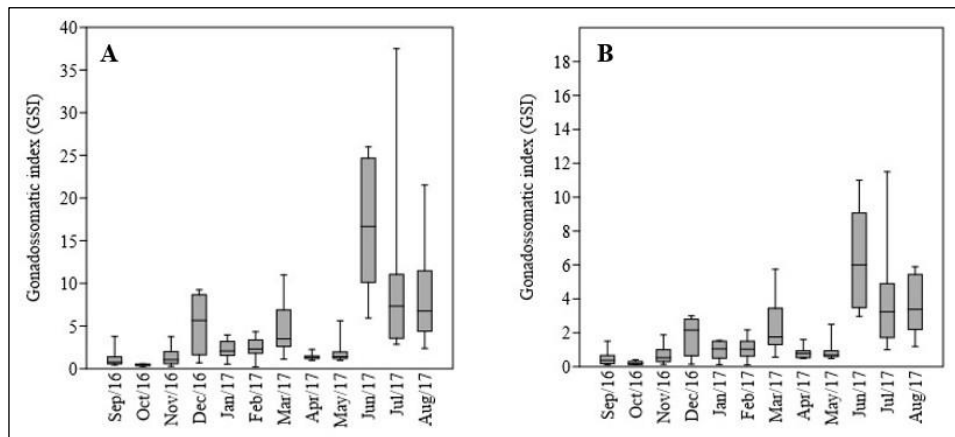 A
Gonadossomatic index (GSI)
40
35
30
25
20
15
10
5
0
Sep/16
Oct/16
Nov/16
Dec/16
Jan/17
Feb/17
Mar/17
Apr/17
May/17
Jun/17
Jul/17
Aug/17
B
Gonadossomatic index (GSI)
18
16
14
12
10
8
6
4
2
0
Sep/16
Oct/16
Nov/16
Dec/16
Jan/17
Feb/17
Mar/17
Apr/17
May/17
Jun/17
Jul/17
Aug/17